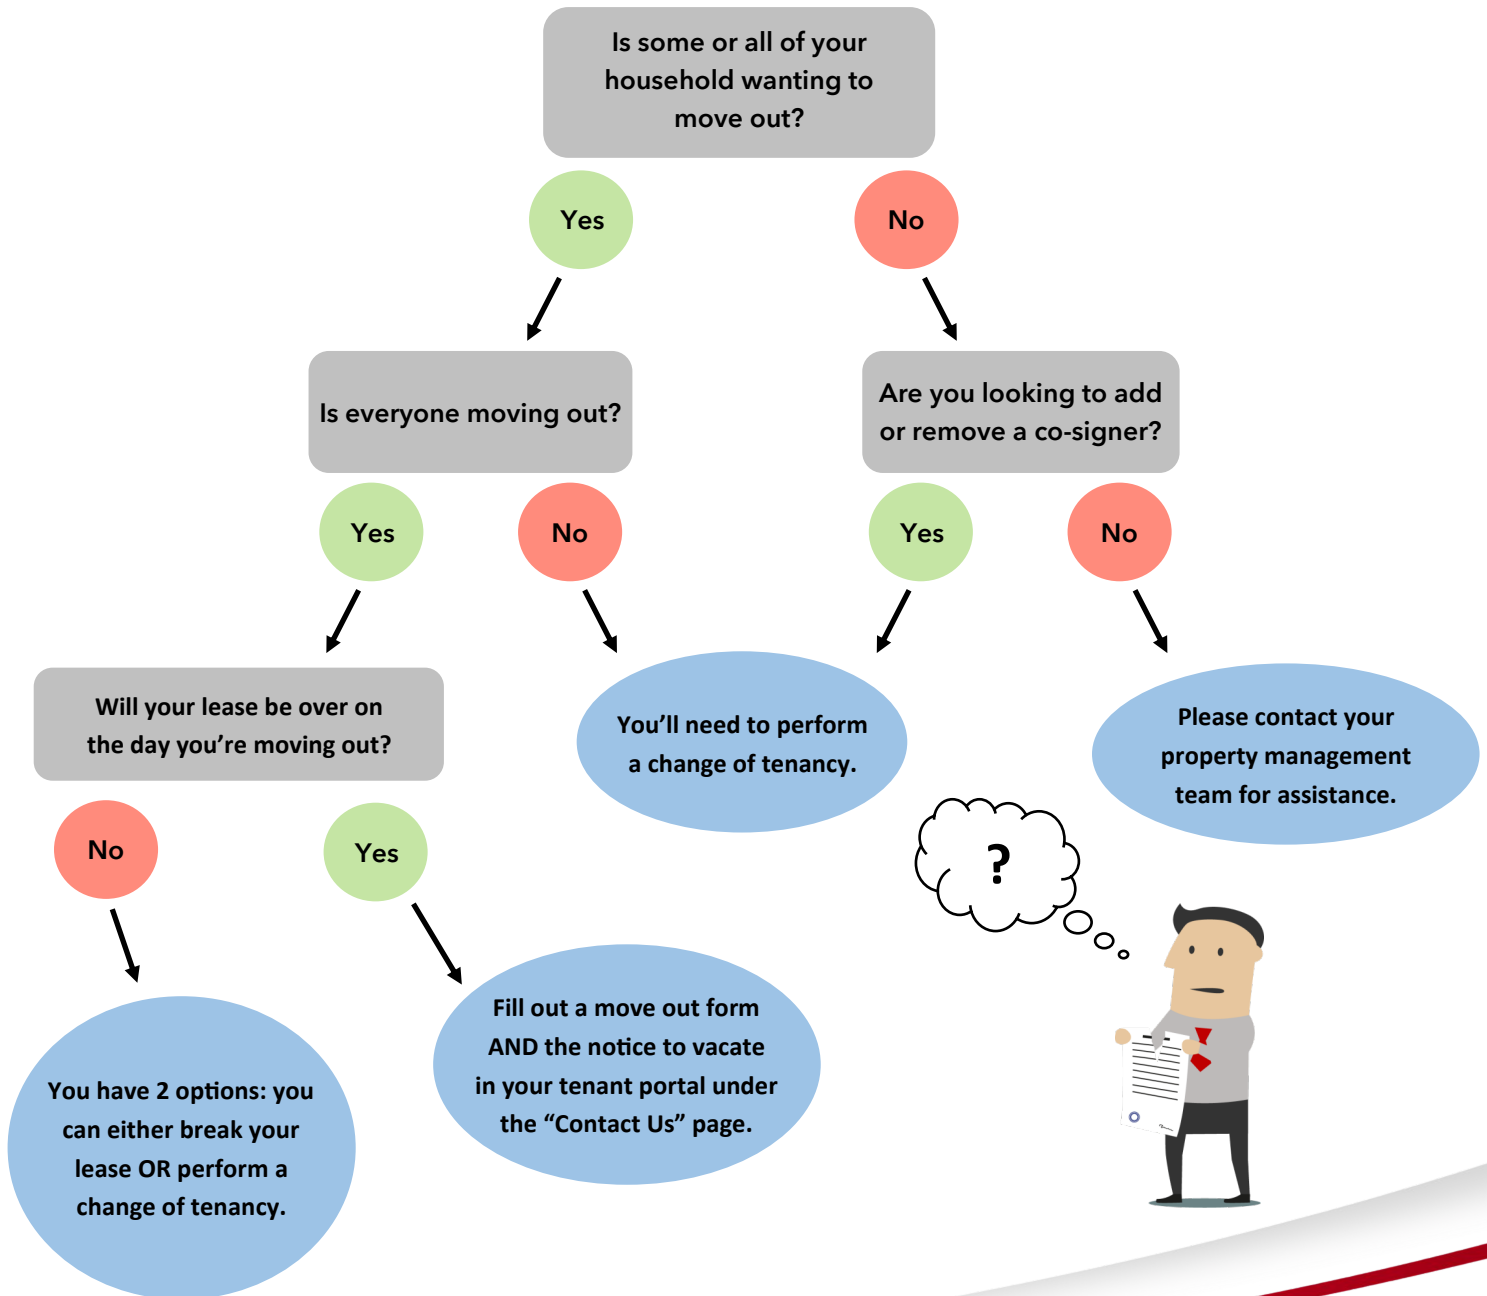 Is some or all of your
household wanting to
move out?
Yes
No
Is everyone moving out?
Are you looking to add
or remove a co-signer?
Yes
No
Yes
No
Will your lease be over on
the day you’re moving out?
You’ll need to perform
a change of tenancy.
Please contact your
property management
team for assistance.
No
Yes
?
You have 2 options: you
can either break your
lease OR perform a
change of tenancy.
Fill out a move out form
AND the notice to vacate
in your tenant portal under
the “Contact Us” page.